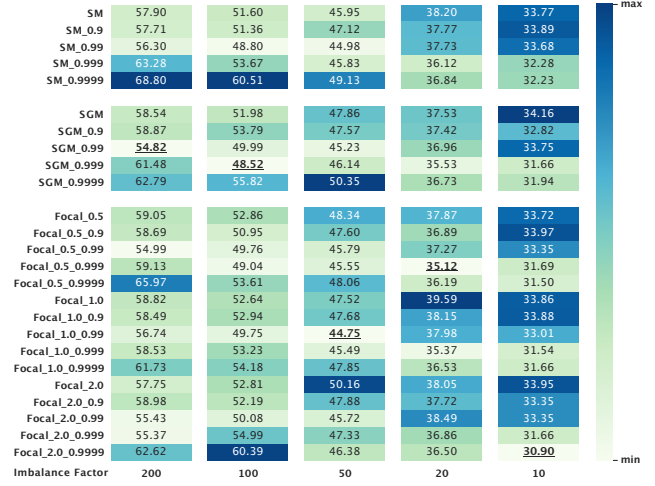 SM 57.90 51.60 45.95 38.20 33.77 max
SM_0.9 57.71 51.36 47.12 37.77 33.89
SM_0.99 56.30 48.80 44.98 37.73 33.68
SM_0.999 63.28 53.67 45.83 36.12 32.28
SM_0.9999 68.80 60.51 49.13 36.84 32.23
SGM 58.54 51.98 47.86 37.53 34.16
SGM_0.9 58.87 53.79 47.57 37.42 32.82
SGM_0.99 54.82 49.99 45.23 36.96 33.75
SGM_0.999 61.48 48.52 46.14 35.53 31.66
SGM_0.9999 62.79 55.82 50.35 36.73 31.94
Focal_0.5 59.05 52.86 48.34 37.87 33.72
Focal_0.5_0.9 58.69 50.95 47.60 36.89 33.97
Focal_0.5_0.99 54.99 49.76 45.79 37.27 33.35
Focal_0.5_0.999 59.13 49.04 45.55 35.12 31.69
Focal_0.5_0.9999 65.97 53.61 48.06 36.19 31.50
Focal_1.0 58.82 52.64 47.52 39.59 33.86
Focal_1.0_0.9 58.49 52.94 47.68 38.15 33.88
Focal_1.0_0.99 56.74 49.75 44.75 37.98 33.01
Focal_1.0_0.999 58.53 53.23 45.49 35.37 31.54
Focal_1.0_0.9999 61.73 54.18 47.85 36.53 31.66
Focal_2.0 57.75 52.81 50.16 38.05 33.95
Focal_2.0_0.9 58.98 52.19 47.88 37.72 33.35
Focal_2.0_0.99 55.43 50.08 45.72 38.49 33.35
Focal_2.0_0.999 55.37 54.99 47.33 36.86 31.66
Focal_2.0_0.9999 62.62 60.39 46.38 36.50 30.90 min
Imbalance Factor 200 100 50 20 10